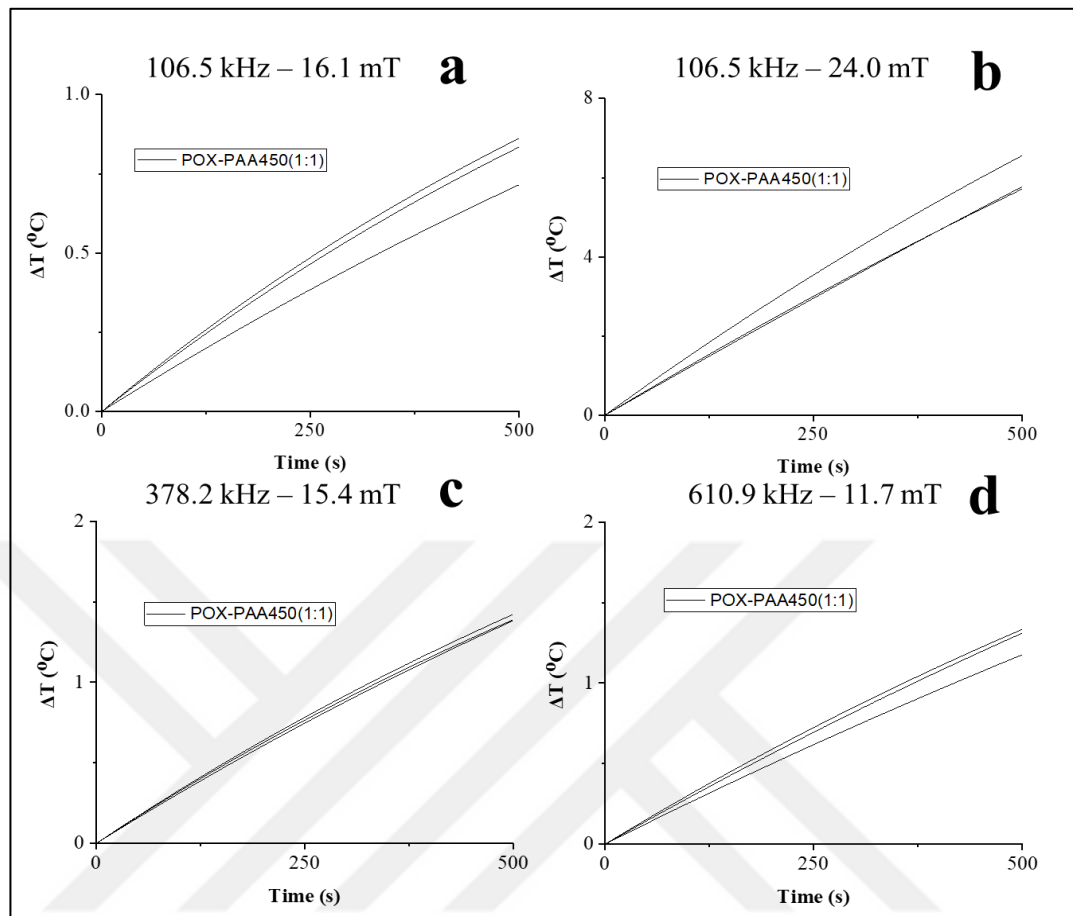 106.5 kHz – 16.1 mT
a
1.0
0.5
0.0
ΔT (⁰C)
POX-PAA450(1:1)
0
250
500
Time (s)
106.5 kHz – 24.0 mT
b
8
4
0
ΔT (⁰C)
POX-PAA450(1:1)
0
250
500
Time (s)
378.2 kHz – 15.4 mT
c
2
1
0
ΔT (⁰C)
POX-PAA450(1:1)
0
250
500
Time (s)
610.9 kHz – 11.7 mT
d
2
1
0
ΔT (⁰C)
POX-PAA450(1:1)
0
250
500
Time (s)